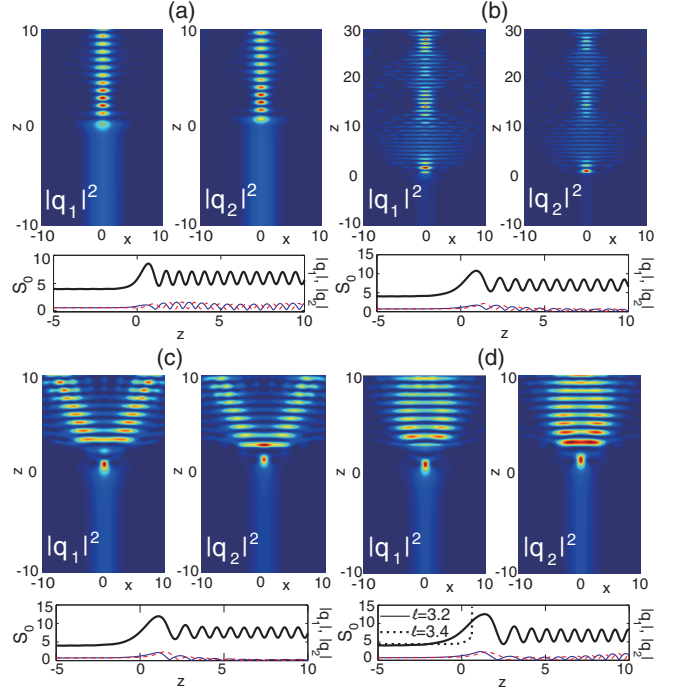 (a) (b)
10 10 30 30
z 0 z 0 z 20 z 20
10 10
0 0
|q1|² |q2|² |q1|² |q2|²
-10 -10 -10 -10
-10 0 x 10 -10 0 x 10 -10 0 x 10 -10 0 x 10
S0 10 5 0 |q1|, |q2| S0 15 10 5 0 |q1|, |q2|
-5 0 5 10 -5 0 5 10
z z
(c) (d)
10 10 10 10
z 0 z 0 z 0 z 0
|q1|² |q2|² |q1|² |q2|²
-10 -10 -10 -10
-10 0 x 10 -10 0 x 10 -10 0 x 10 -10 0 x 10
S0 15 10 5 0 |q1|, |q2| S0 15 10 5 0 ℓ=3.2 |q1|, |q2|
ℓ=3.4
-5 0 5 10 -5 0 5 10
z z